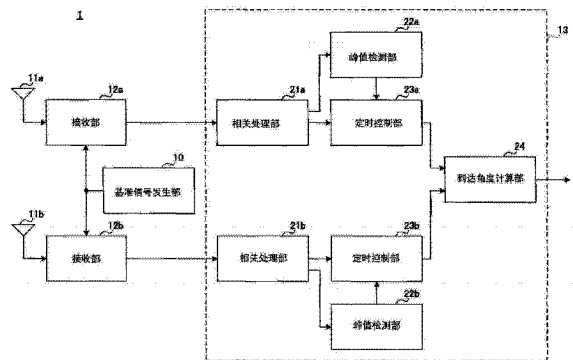 1
13
22a
峰值检测部
11a
12a
21a
23a
接收部
相关处理部
定时控制部
24
10
到达角度计算部
基准信号发生部
11b
12b
21b
23b
接收部
相关处理部
定时控制部
22b
峰值检测部